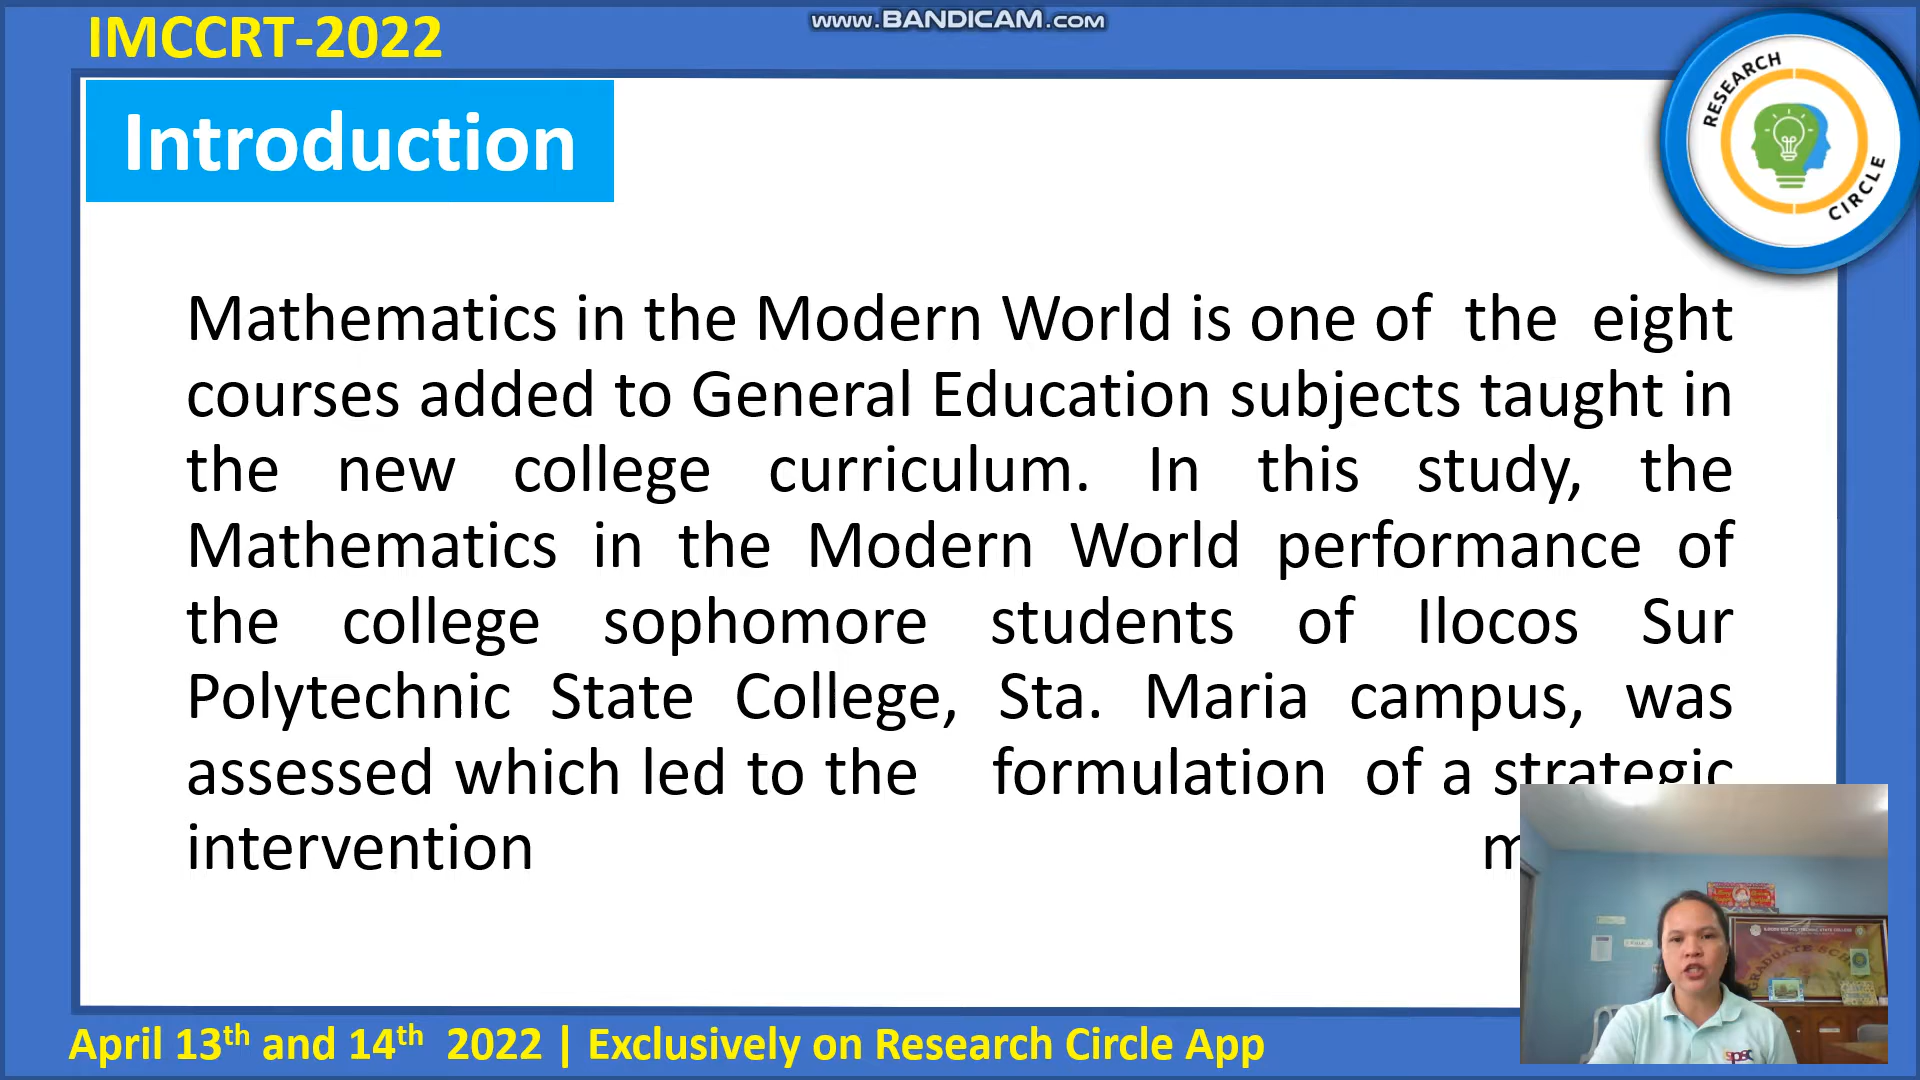 www.BANDICAM.com
IMCCRT-2022
RESEARCH
CIRCLE
Introduction
Mathematics in the Modern World is one of the eight
courses added to General Education subjects taught in
the new college curriculum. In this study, the
Mathematics in the Modern World performance of
the college sophomore students of Ilocos Sur
Polytechnic State College, Sta. Maria campus, was
assessed which led to the formulation of a strategic
intervention
GRADUATE
April 13th and 14th 2022 | Exclusively on Research Circle App